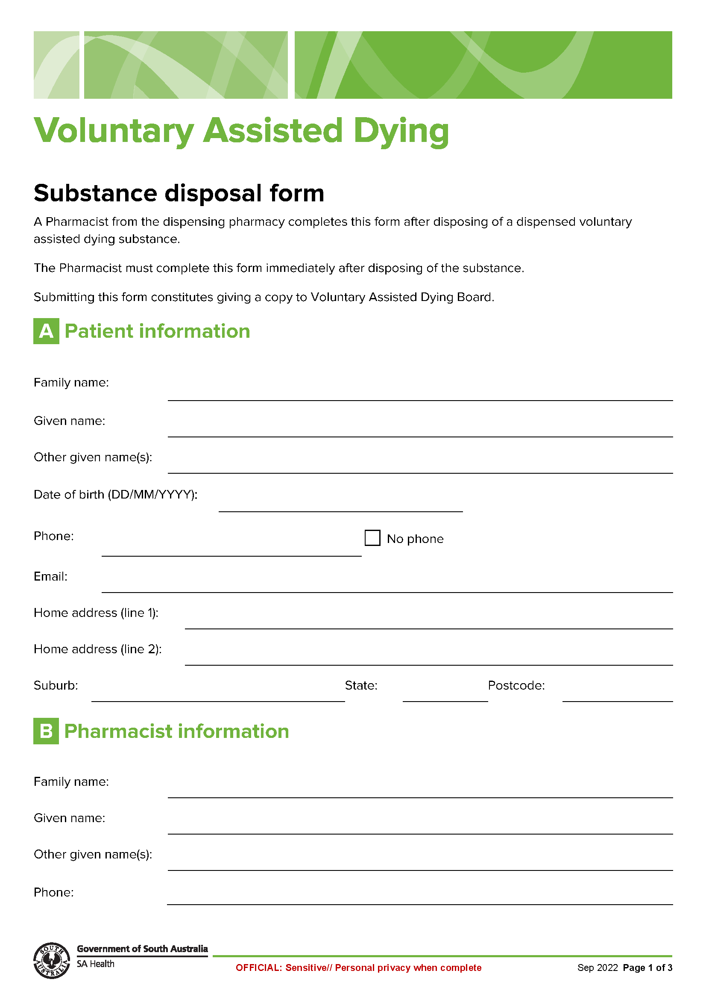 Voluntary Assisted Dying
Substance disposal form
A Pharmacist from the dispensing pharmacy completes this form after disposing of a dispensed voluntary
assisted dying substance.
The Pharmacist must complete this form immediately after disposing of the substance.
Submitting this form constitutes giving a copy to Voluntary Assisted Dying Board.
A Patient information
Family name:
Given name:
Other given name(s):
Date of birth (DD/MM/YYYY):
Phone: No phone
Email:
Home address (line 1):
Home address (line 2):
Suburb: State: Postcode:
B Pharmacist information
Family name:
Given name:
Other given name(s):
Phone:
SOUTH AUSTRALIA
Government of South Australia
SA Health
OFFICIAL: Sensitive// Personal privacy when complete
Sep 2022 Page 1 of 3